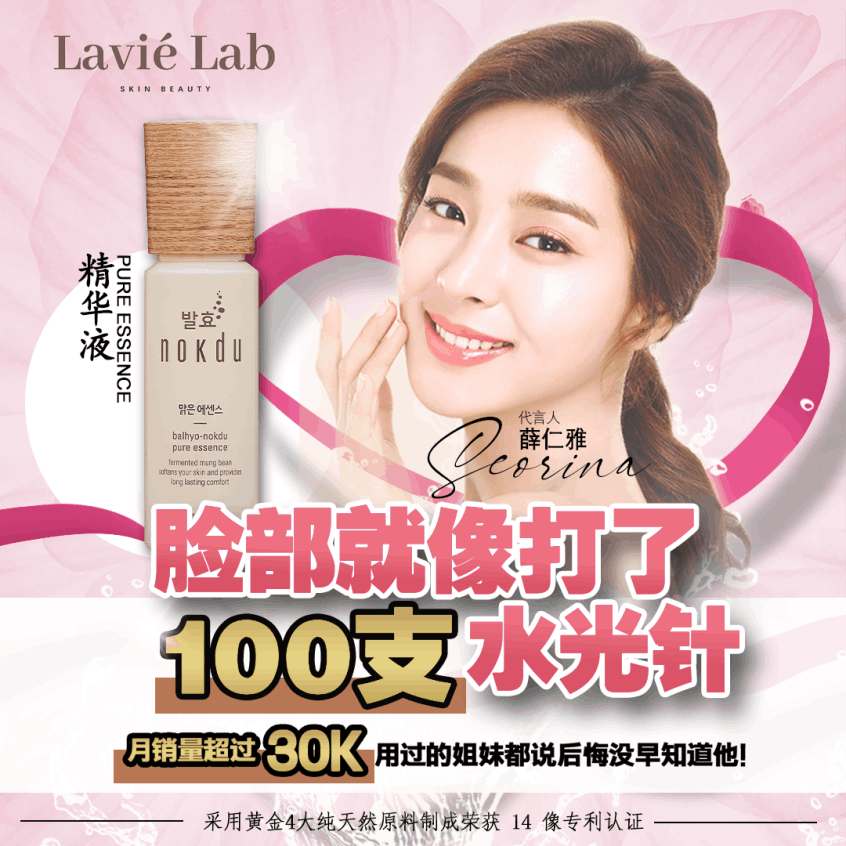 Lavié Lab
SKIN BEAUTY
精华液
PURE ESSENCE
발효
nokdu
맑은 에센스
balhyo-nokdu
pure essence
fermented mung bean
softens your skin and provides
long lasting comfort
代言人
薛仁雅
Scorina
脸部就像打了
100支水光针
月销量超过 30K 用过的姐妹都说后悔没早知道他!
采用黄金4大纯天然原料制成荣获 14 像专利认证